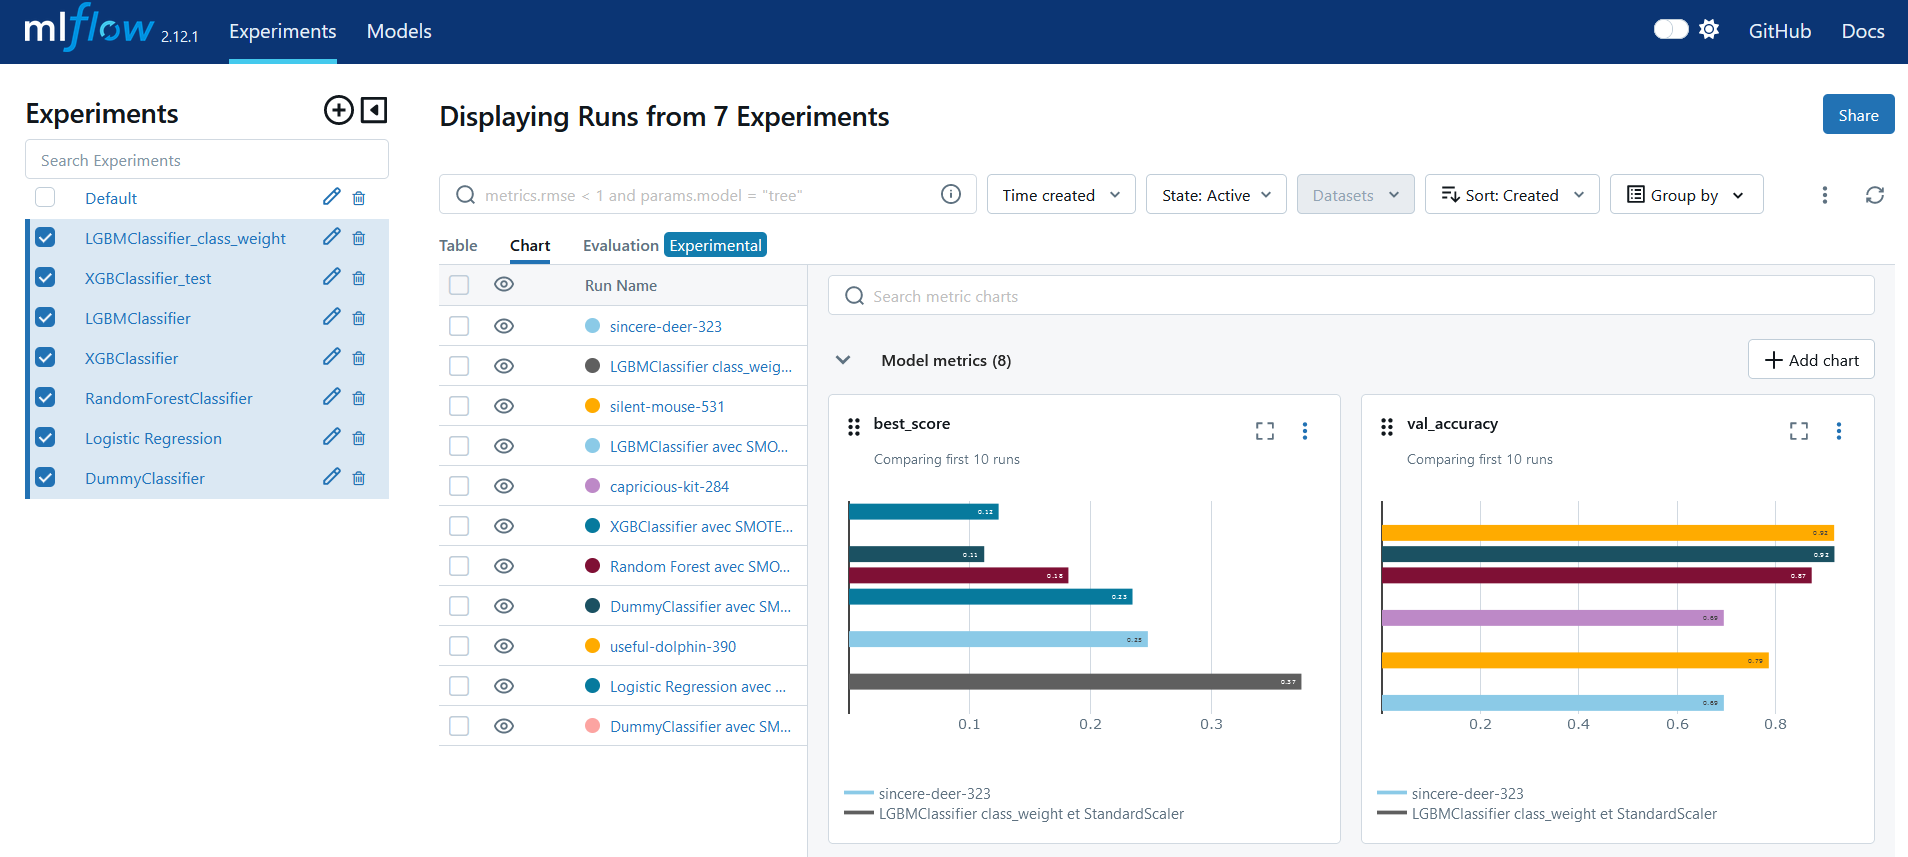 mlflow 2.12.1 Experiments Models GitHub Docs
Experiments
Search Experiments
Default
LGBMClassifier_class_weight
XGBClassifier_test
LGBMClassifier
XGBClassifier
RandomForestClassifier
Logistic Regression
DummyClassifier
Displaying Runs from 7 Experiments
Share
metrics.rmse < 1 and params.model = "tree"
Time created
State: Active
Datasets
Sort: Created
Group by
Table Chart Evaluation Experimental
Run Name
sincere-deer-323
LGBMClassifier class_weig...
silent-mouse-531
LGBMClassifier avec SMO...
capricious-kit-284
XGBClassifier avec SMOTE...
Random Forest avec SMO...
DummyClassifier avec SM...
useful-dolphin-390
Logistic Regression avec ...
DummyClassifier avec SM...
Search metric charts
Model metrics (8)
Add chart
best_score
Comparing first 10 runs
0.12
0.11
0.18
0.23
0.25
0.37
0.1 0.2 0.3
sincere-deer-323
LGBMClassifier class_weight et StandardScaler
val_accuracy
Comparing first 10 runs
0.92
0.92
0.87
0.69
0.79
0.69
0.2 0.4 0.6 0.8
sincere-deer-323
LGBMClassifier class_weight et StandardScaler